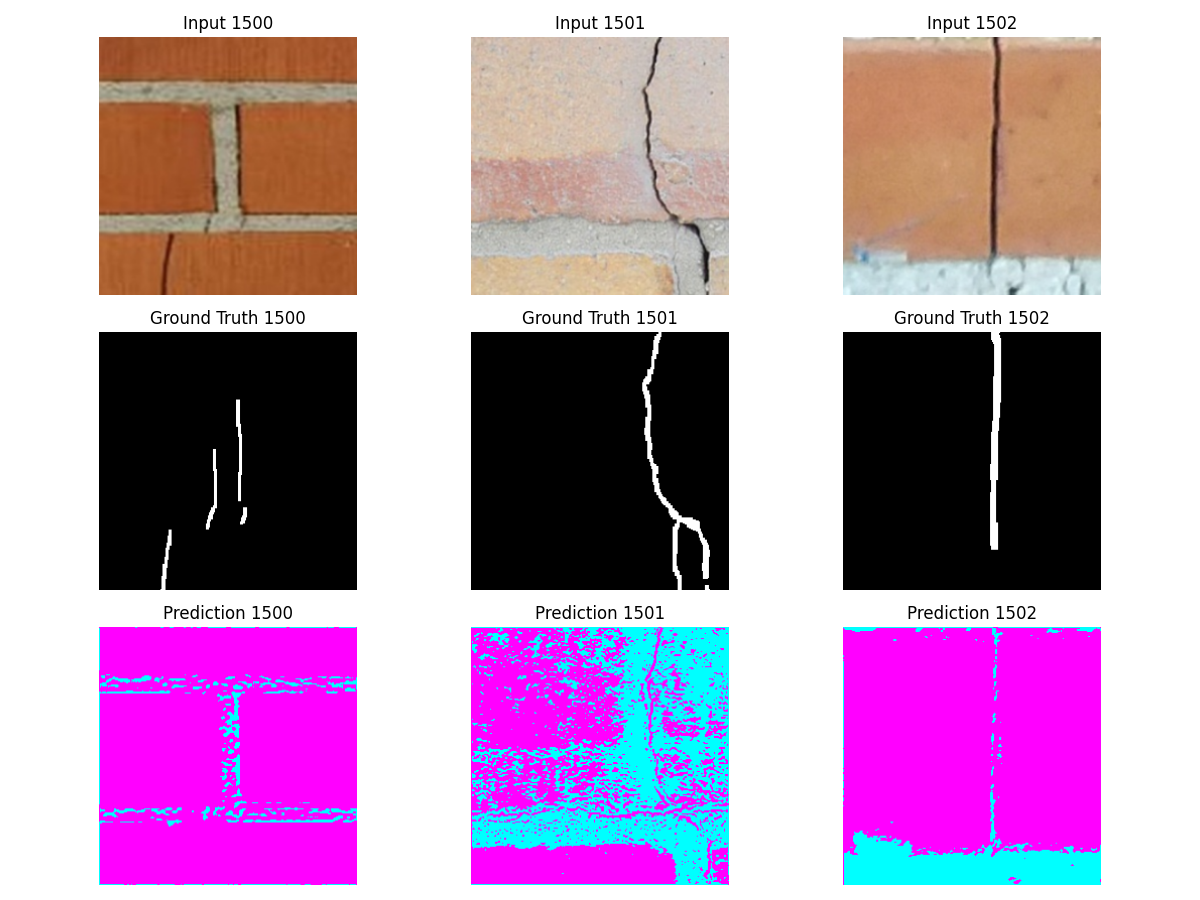 Input 1500
Input 1501
Input 1502
Ground Truth 1500
Ground Truth 1501
Ground Truth 1502
Prediction 1500
Prediction 1501
Prediction 1502